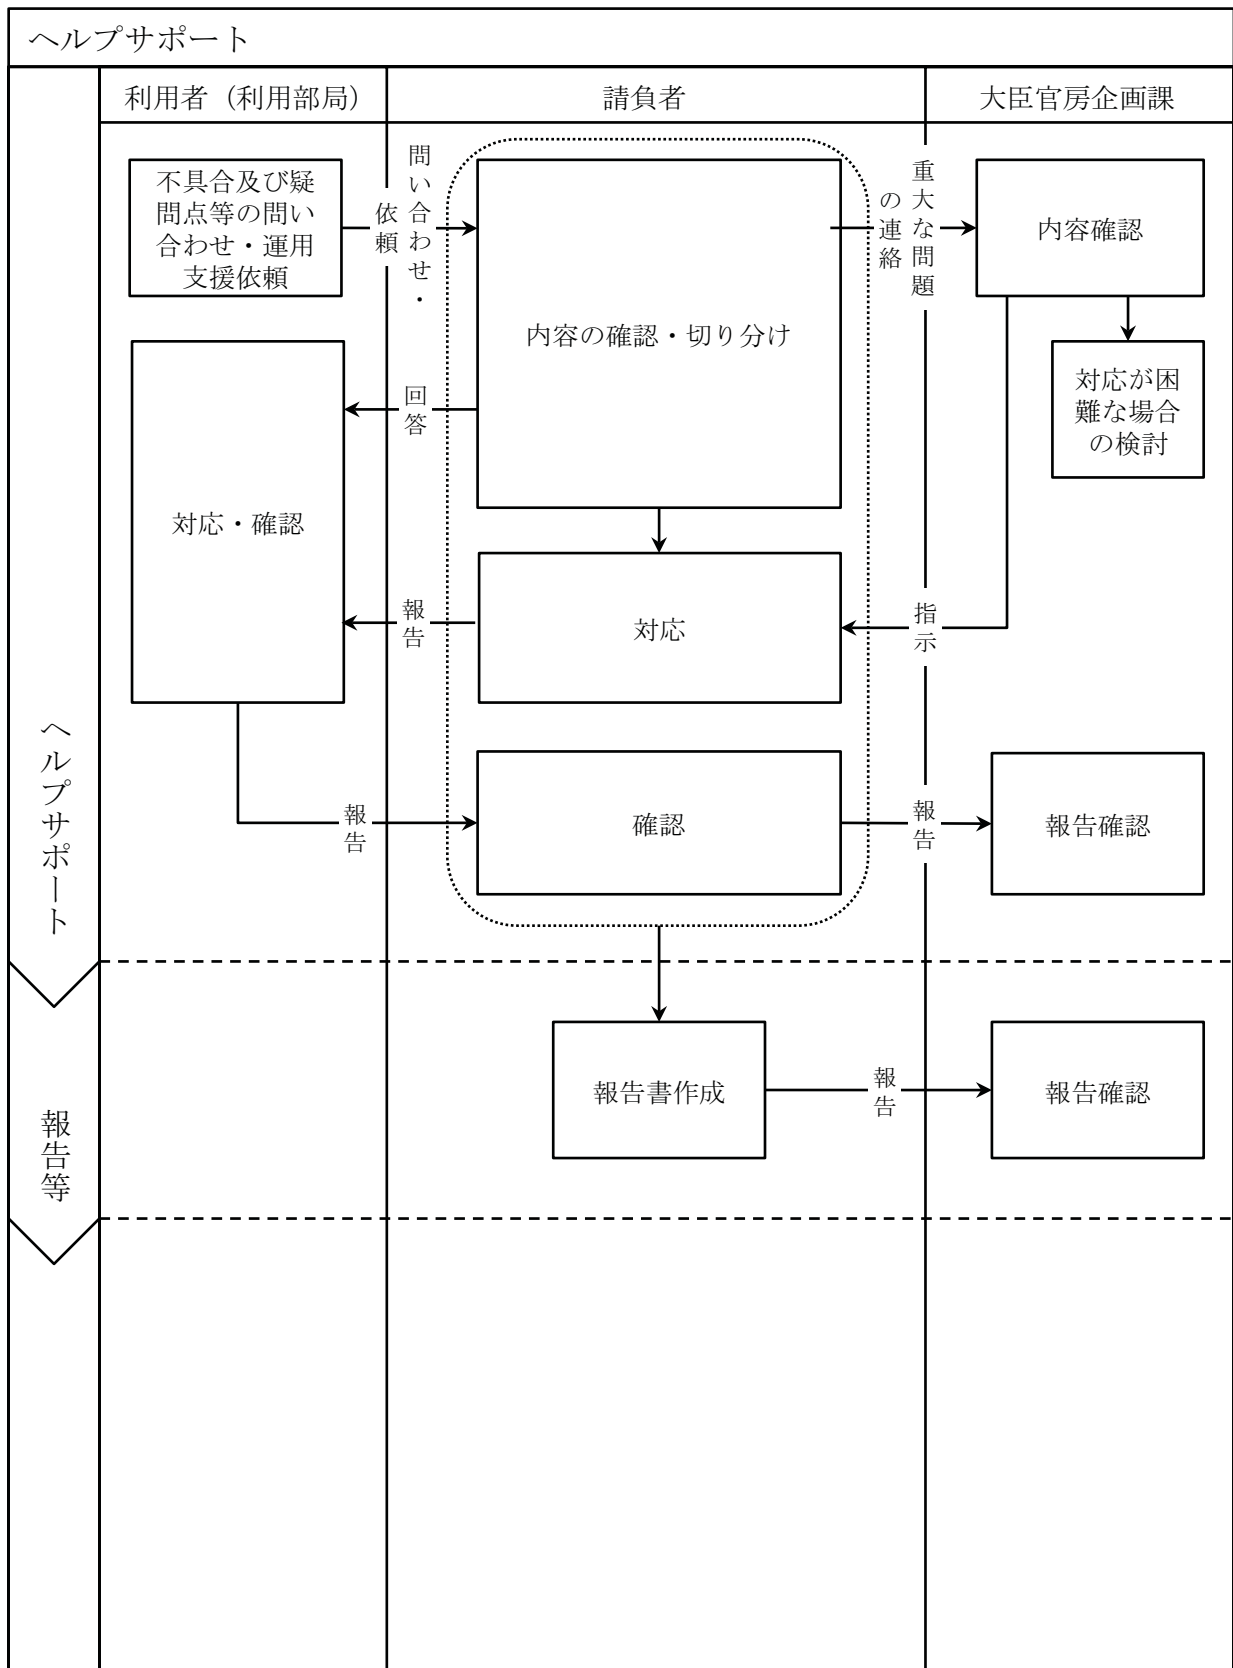 ヘルプサポート
利用者（利用部局）
請負者
大臣官房企画課
不具合及び疑
問点等の問い
合わせ・運用
支援依頼
問い合わせ・
依頼
内容の確認・切り分け
重大な問題
の連絡
内容確認
対応が困
難な場合
の検討
回答
対応・確認
報告
対応
指示
報告
確認
報告
報告確認
ヘルプサポート
報告書作成
報告
報告確認
報告等